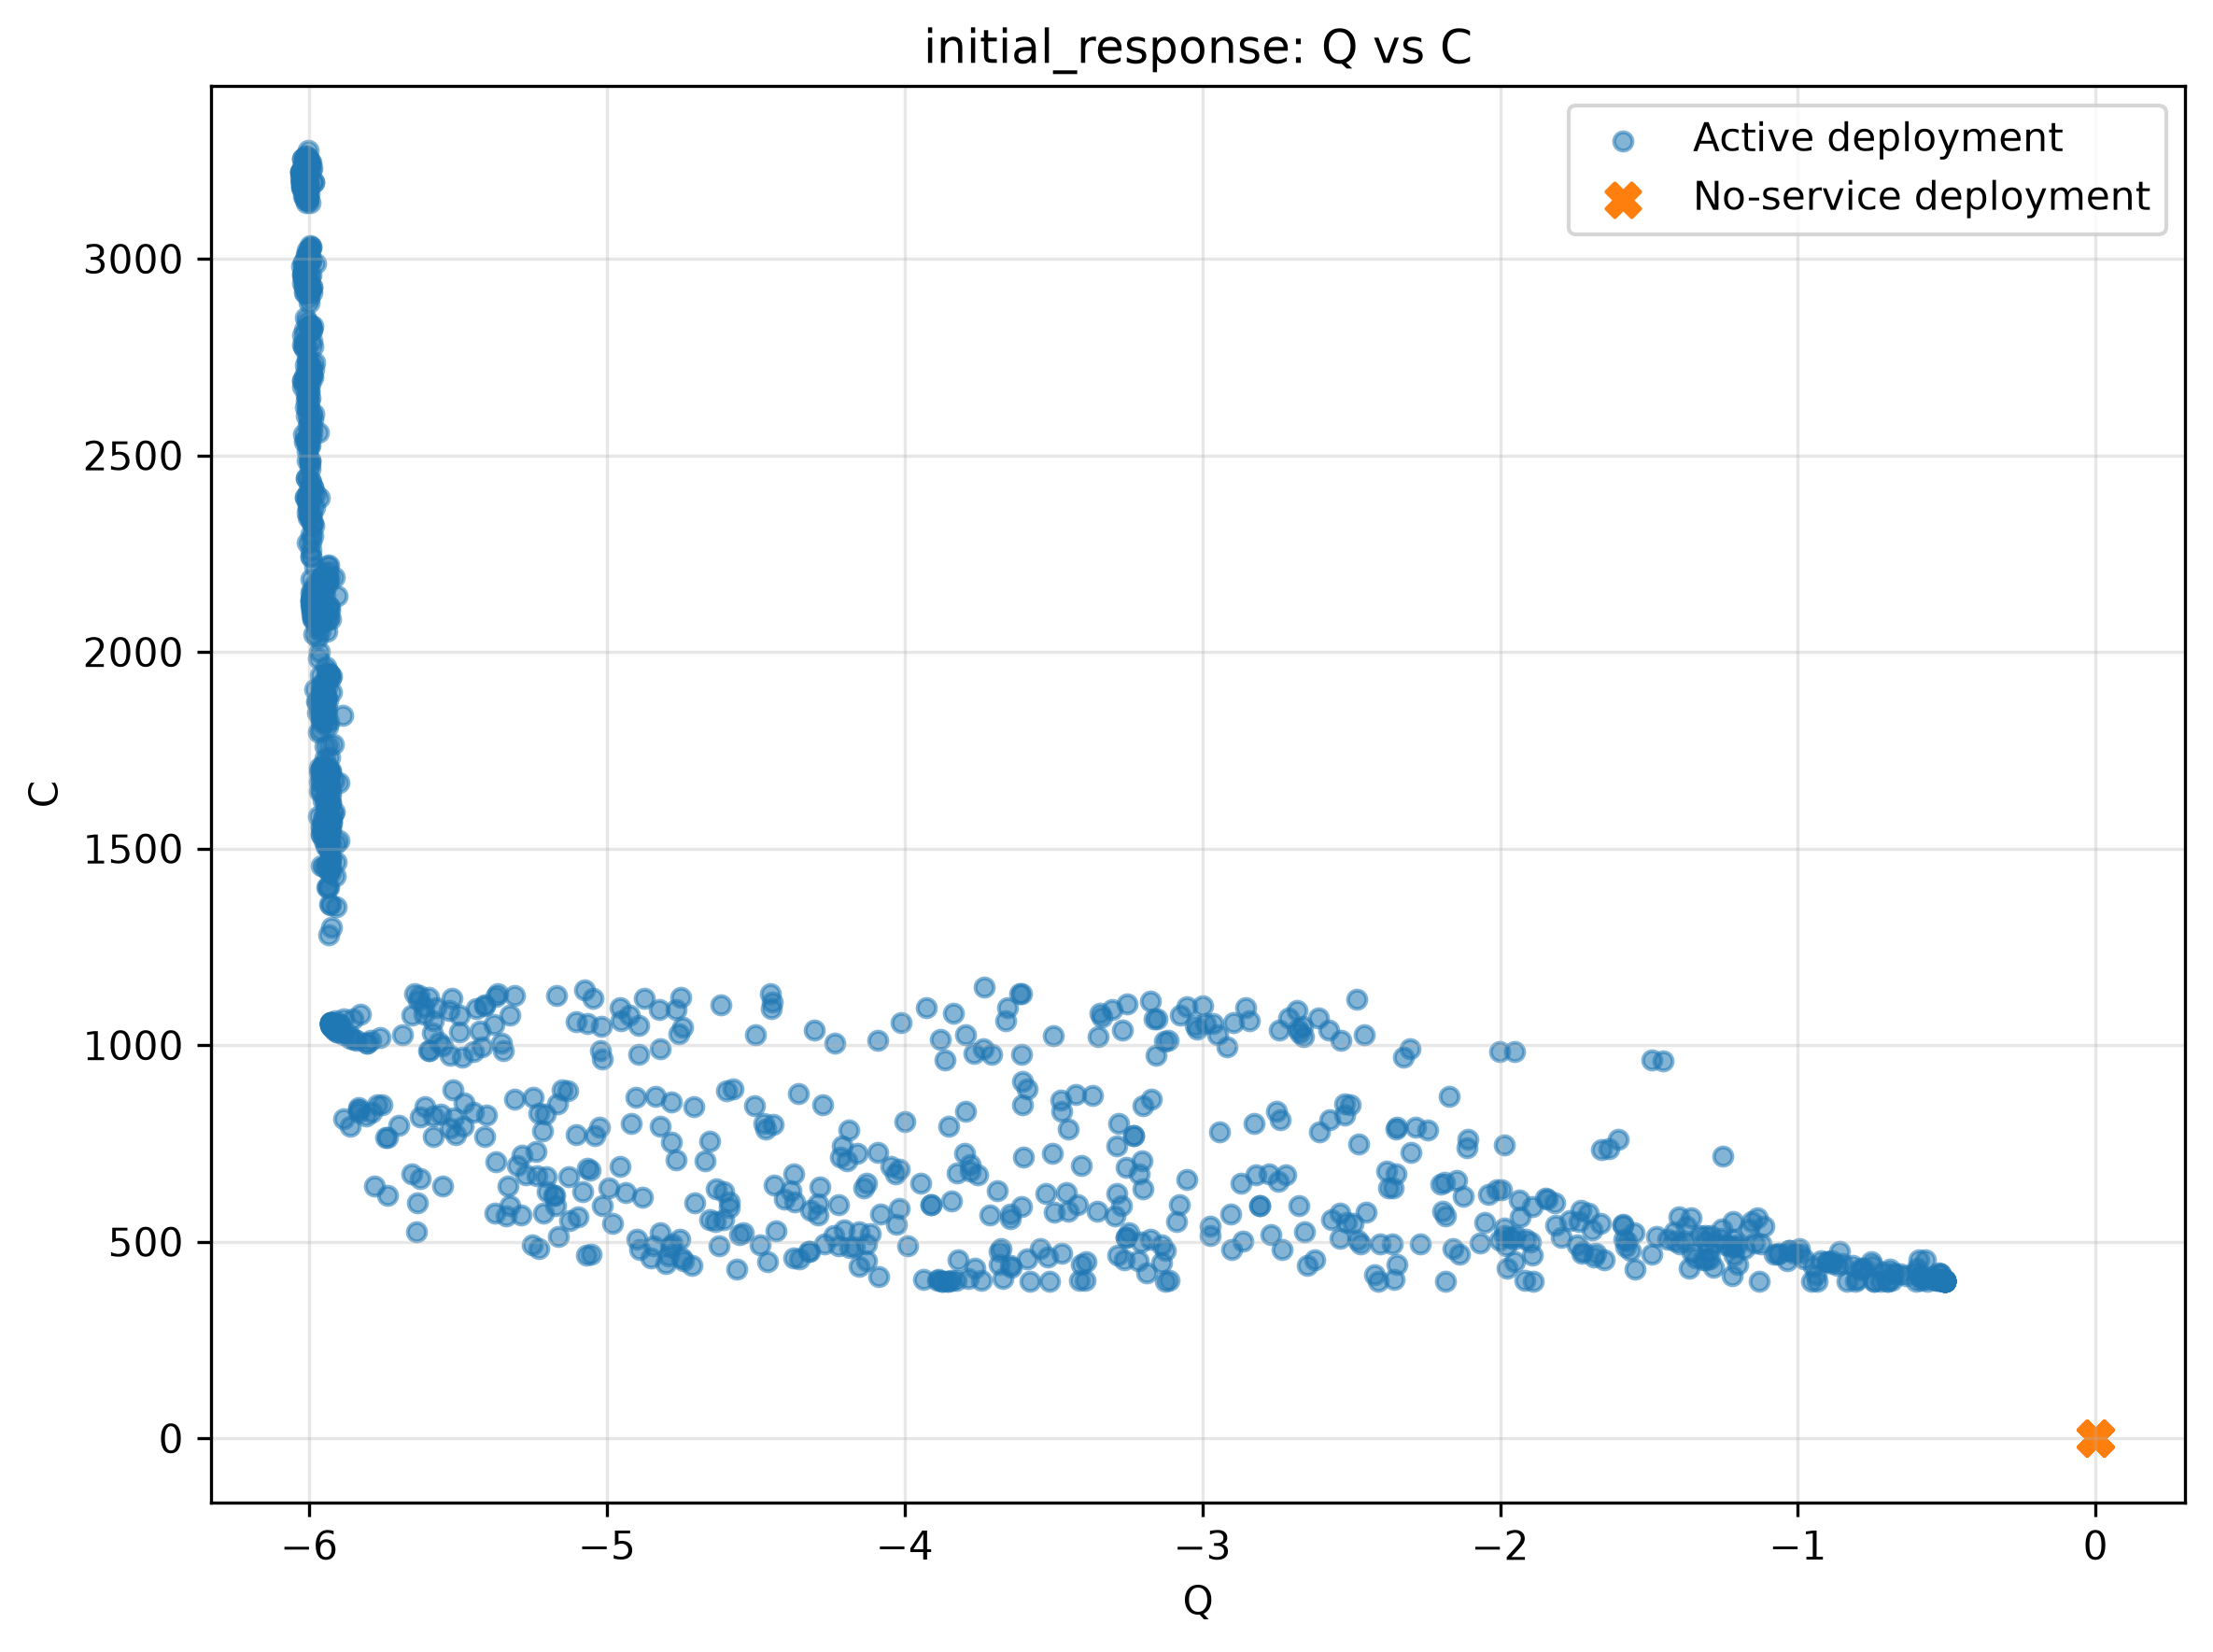 initial_response: Q vs C
Active deployment
No-service deployment
C
3000
2500
2000
1500
1000
500
0
−6 −5 −4 −3 −2 −1 0
Q